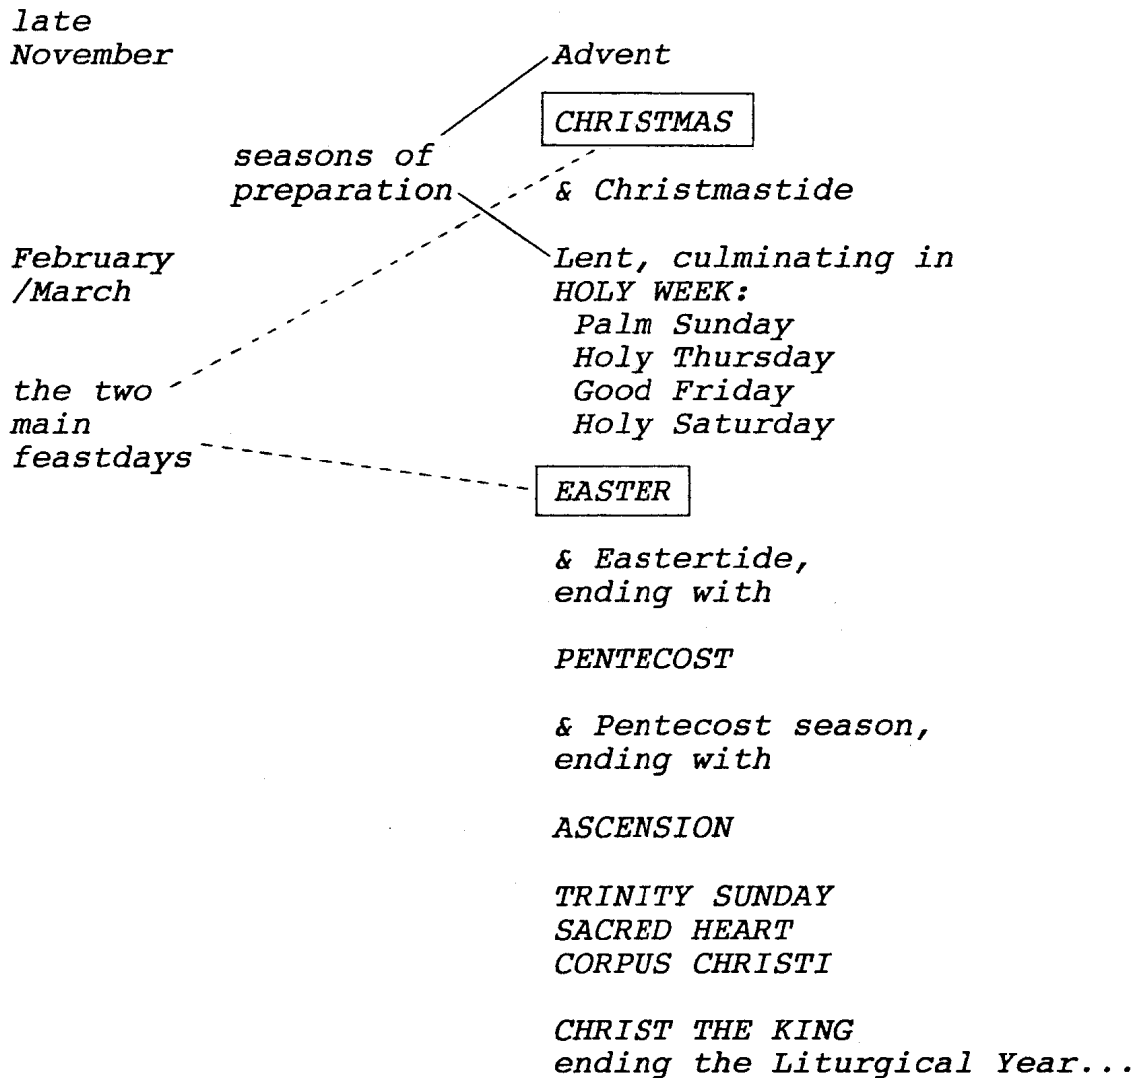 late
November
Advent
CHRISTMAS
seasons of
preparation
& Christmastide
February
/March
Lent, culminating in
HOLY WEEK:
Palm Sunday
Holy Thursday
Good Friday
Holy Saturday
the two
main
feastdays
EASTER
& Eastertide,
ending with
PENTECOST
& Pentecost season,
ending with
ASCENSION
TRINITY SUNDAY
SACRED HEART
CORPUS CHRISTI
CHRIST THE KING
ending the Liturgical Year...